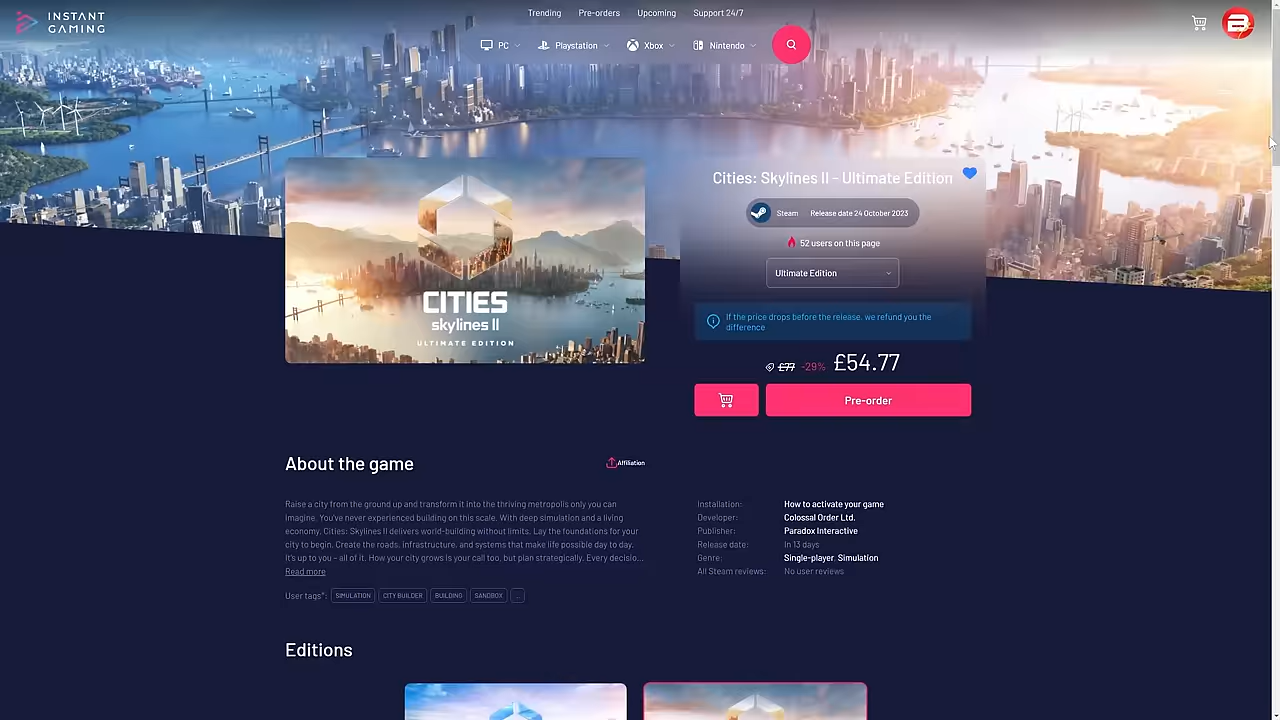 INSTANT
GAMING
Trending Pre-orders Upcoming Support 24/7
PC Playstation Xbox Nintendo
CITIES
skylines II
ULTIMATE EDITION
Cities: Skylines II - Ultimate Edition
Steam Release date 24 October 2023
52 users on this page
Ultimate Edition
If the price drops before the release, we refund you the
difference
£77 -29% £54.77
Pre-order
About the game
Affiliation
Raise a city from the ground up and transform it into the thriving metropolis only you can
imagine. You've never experienced building on this scale. With deep simulation and a living
economy, Cities: Skylines II delivers world-building without limits. Lay the foundations for your
city to begin. Create the roads, infrastructure, and systems that make life possible day to day.
It's up to you – all of it. How your city grows is your call too, but plan strategically. Every decisio...
Read more
User tags*: SIMULATION CITY BUILDER BUILDING SANDBOX ...
Installation: How to activate your game
Developer: Colossal Order Ltd.
Publisher: Paradox Interactive
Release date: In 13 days
Genre: Single-player, Simulation
All Steam reviews: No user reviews
Editions